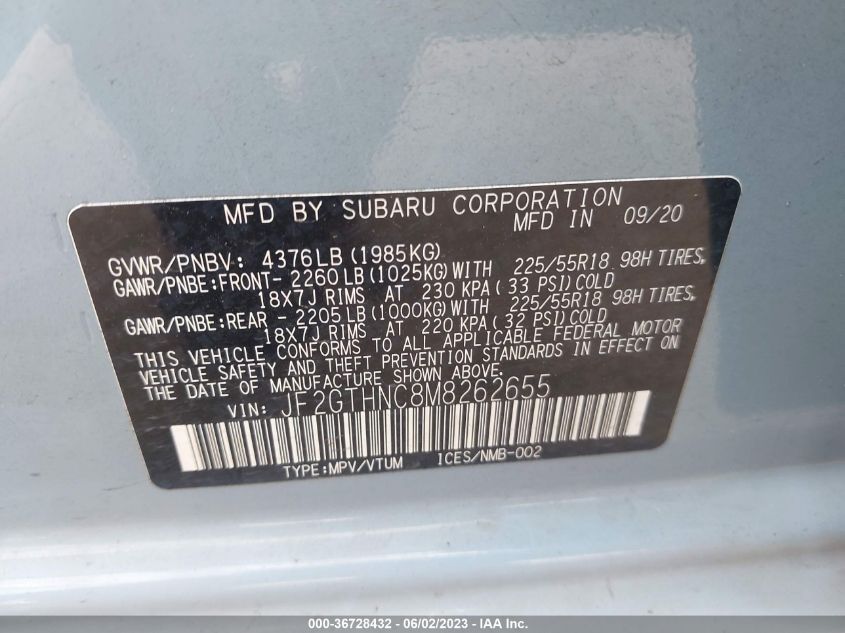 MFD BY SUBARU CORPORATION
MFD IN 09/20
GVWR/PNBV: 4376LB(1985KG)
GAWR/PNBE:FRONT- 2260LB(1025KG)WITH 225/55R18 98H TIRES,
18X7J RIMS AT 230 KPA(33 PSI)COLD
GAWR/PNBE:REAR - 2205LB(1000KG)WITH 225/55R18 98H TIRES,
18X7J RIMS AT 220 KPA(32 PSI)COLD
THIS VEHICLE CONFORMS TO ALL APPLICABLE FEDERAL MOTOR
VEHICLE SAFETY AND THEFT PREVENTION STANDARDS IN EFFECT ON
THE DATE OF MANUFACTURE SHOWN ABOVE.
VIN: JF2GTHNC8M8262655
TYPE:MPV/VTUM ICES/NMB-002
000-36728432 - 06/02/2023 - IAA Inc.